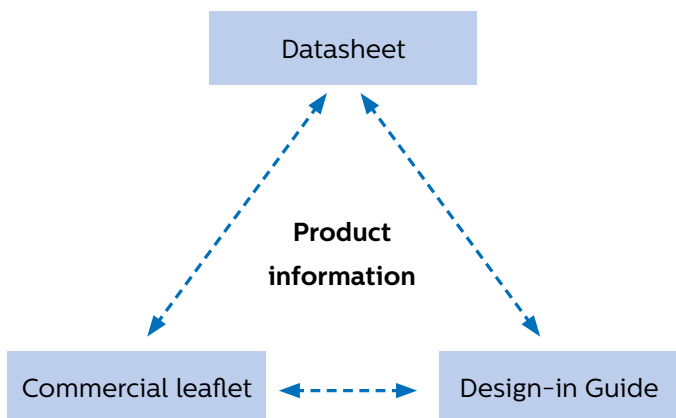 Datasheet
Product
information
Commercial leaflet
Design-in Guide